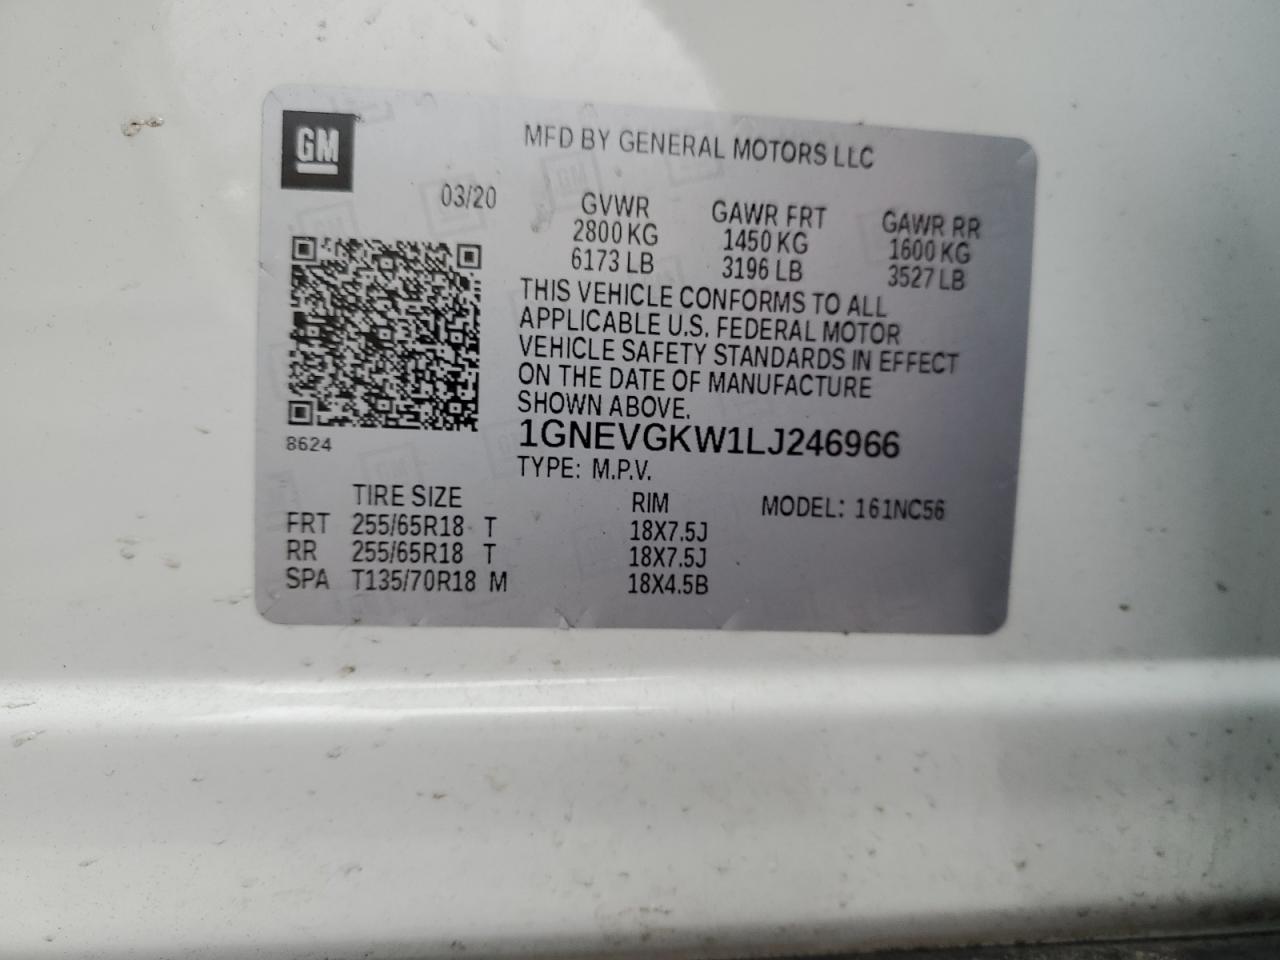 GM
MFD BY GENERAL MOTORS LLC
03/20
GVWR GAWR FRT GAWR RR
2800 KG 1450 KG 1600 KG
6173 LB 3196 LB 3527 LB
THIS VEHICLE CONFORMS TO ALL
APPLICABLE U.S. FEDERAL MOTOR
VEHICLE SAFETY STANDARDS IN EFFECT
ON THE DATE OF MANUFACTURE
SHOWN ABOVE.
8624
1GNEVGKW1LJ246966
TYPE: M.P.V.
TIRE SIZE RIM MODEL: 161NC56
FRT 255/65R18 T 18X7.5J
RR 255/65R18 T 18X7.5J
SPA T135/70R18 M 18X4.5B